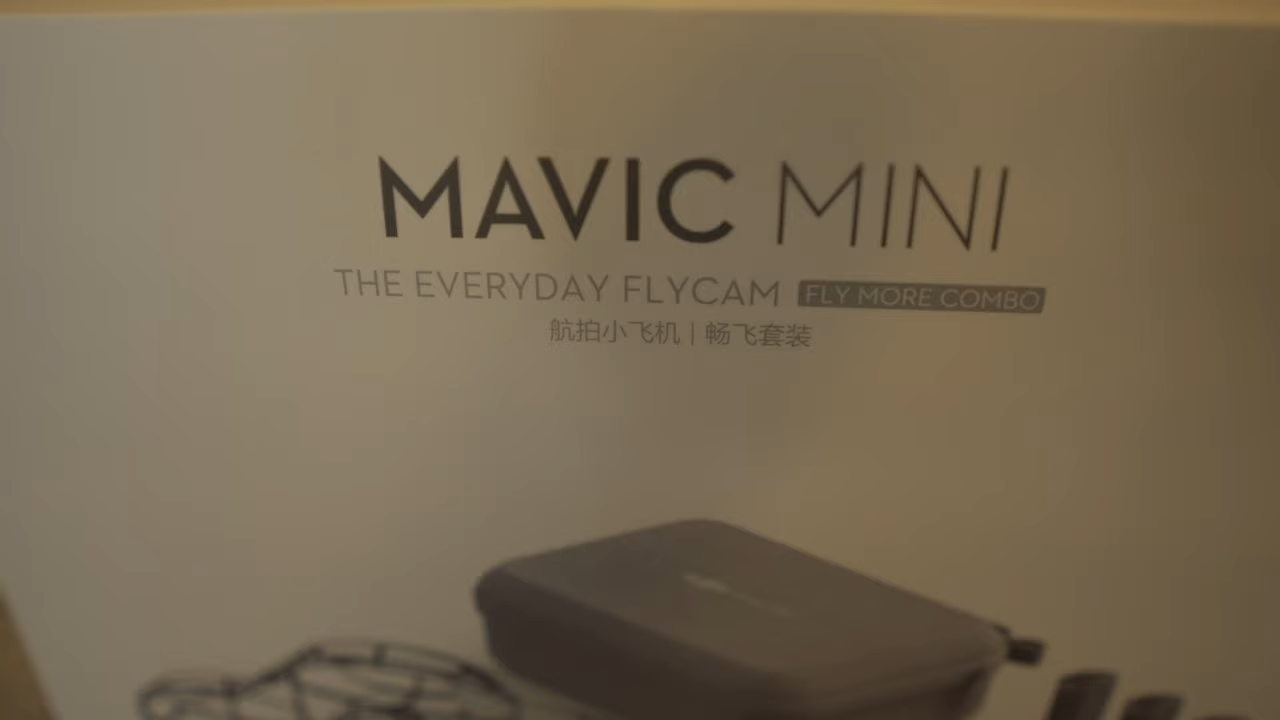 MAVIC MINI
THE EVERYDAY FLYCAM FLY MORE COMBO
航拍小飞机 | 畅飞套装